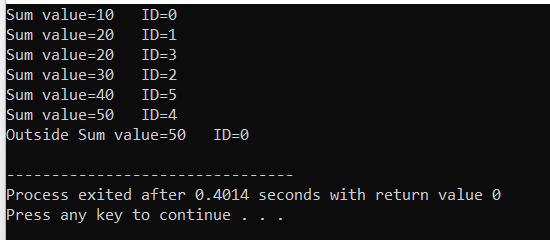 Sum value=10   ID=0
Sum value=20   ID=1
Sum value=20   ID=3
Sum value=30   ID=2
Sum value=40   ID=5
Sum value=50   ID=4
Outside Sum value=50   ID=0
--------------------------------
Process exited after 0.4014 seconds with return value 0
Press any key to continue . . .